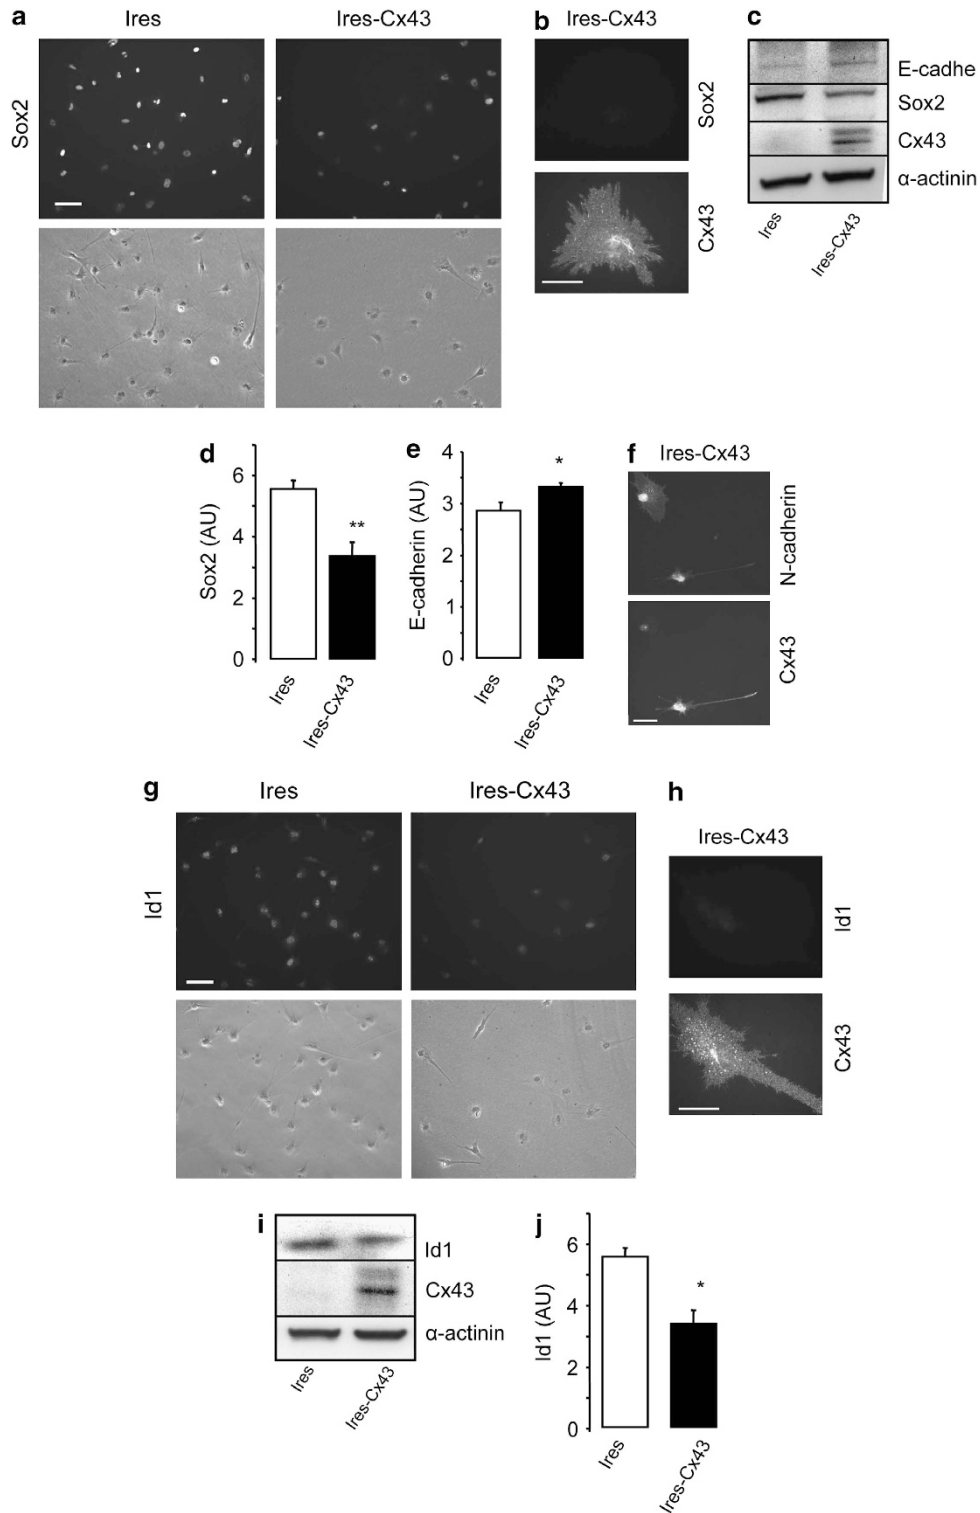 a
Ires
Ires-Cx43
Sox2
b
Ires-Cx43
Sox2
Cx43
c
E-cadhe
Sox2
Cx43
α-actinin
Ires
Ires-Cx43
d
Sox2 (AU)
6
4
2
0
**
Ires
Ires-Cx43
e
E-cadherin (AU)
4
3
2
1
0
*
Ires
Ires-Cx43
f
Ires-Cx43
N-cadherin
Cx43
g
Ires
Ires-Cx43
Id1
h
Ires-Cx43
Id1
Cx43
i
Id1
Cx43
α-actinin
Ires
Ires-Cx43
j
Id1 (AU)
6
4
2
0
*
Ires
Ires-Cx43